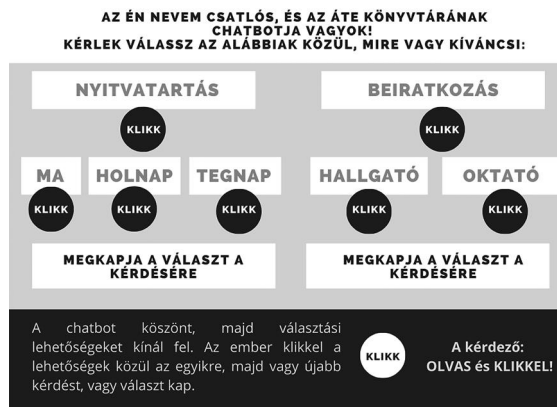 AZ ÉN NEVEM CSATLÓS, ÉS AZ ÁTE KÖNYVTÁRÁNAK
CHATBOTJA VAGYOK!
KÉRLEK VÁLASSZ AZ ALÁBBIAK KÖZÜL, MIRE VAGY KÍVÁNCSI:
NYITVATARTÁS
KLIKK
MA
HOLNAP
TEGNAP
KLIKK
KLIKK
KLIKK
MEGKAPJA A VÁLASZT A
KÉRDÉSÉRE
BEIRATKOZÁS
KLIKK
HALLGATÓ
OKTATÓ
KLIKK
KLIKK
MEGKAPJA A VÁLASZT A
KÉRDÉSÉRE
A chatbot köszönt, majd választási
lehetőségeket kínál fel. Az ember klikkel a
lehetőségek közül az egyikre, majd vagy újabb
kérdést, vagy választ kap.
KLIKK
A kérdező:
OLVAS és KLIKKEL!